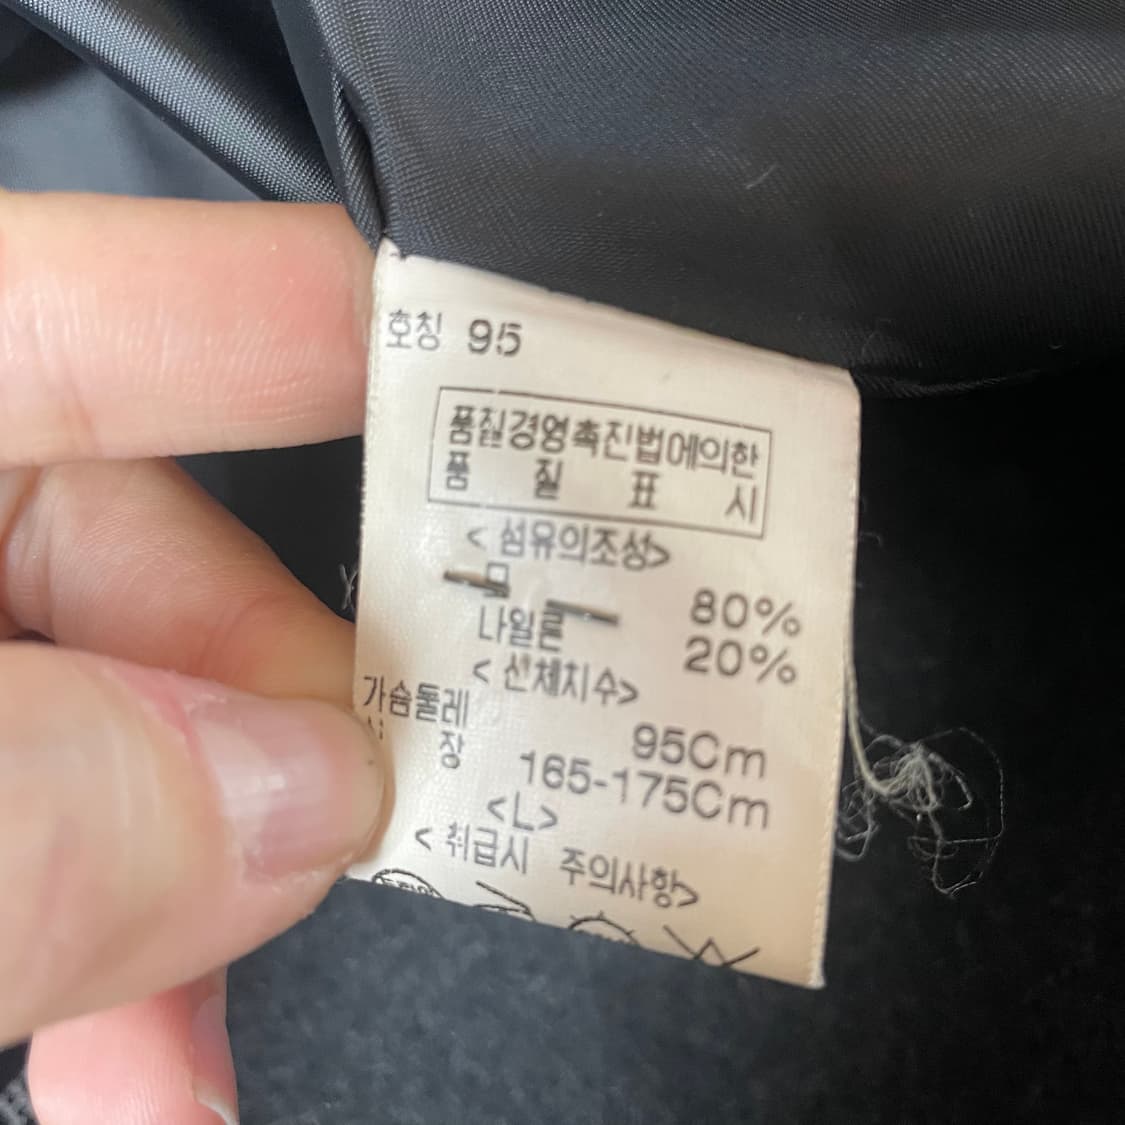 호칭 95
품질경영촉진법에의한
품 질 표 시
<섬유의조성>
모 80%
나일론 20%
<신체치수>
가슴둘레 95Cm
신 장 165-175Cm
<L>
<취급시 주의사항>